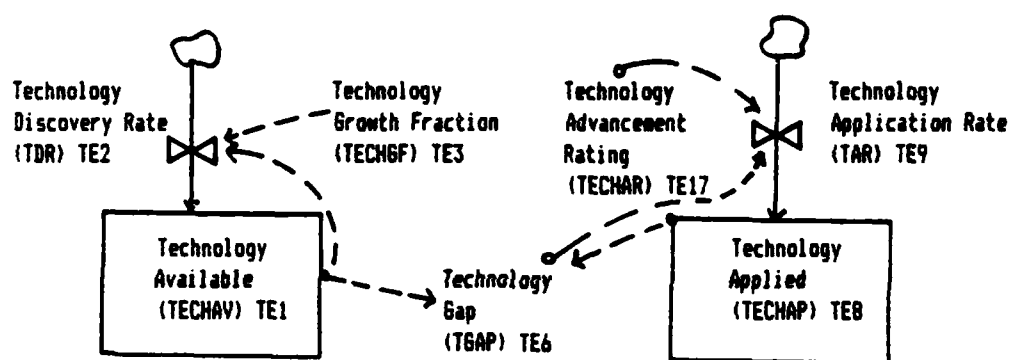 Technology
Discovery Rate
(TDR) TE2
Technology
Growth Fraction
(TECHGF) TE3
Technology
Advancement
Rating
(TECHAR) TE17
Technology
Application Rate
(TAR) TE9
Technology
Available
(TECHAV) TE1
Technology
Gap
(TGAP) TE6
Technology
Applied
(TECHAP) TE8